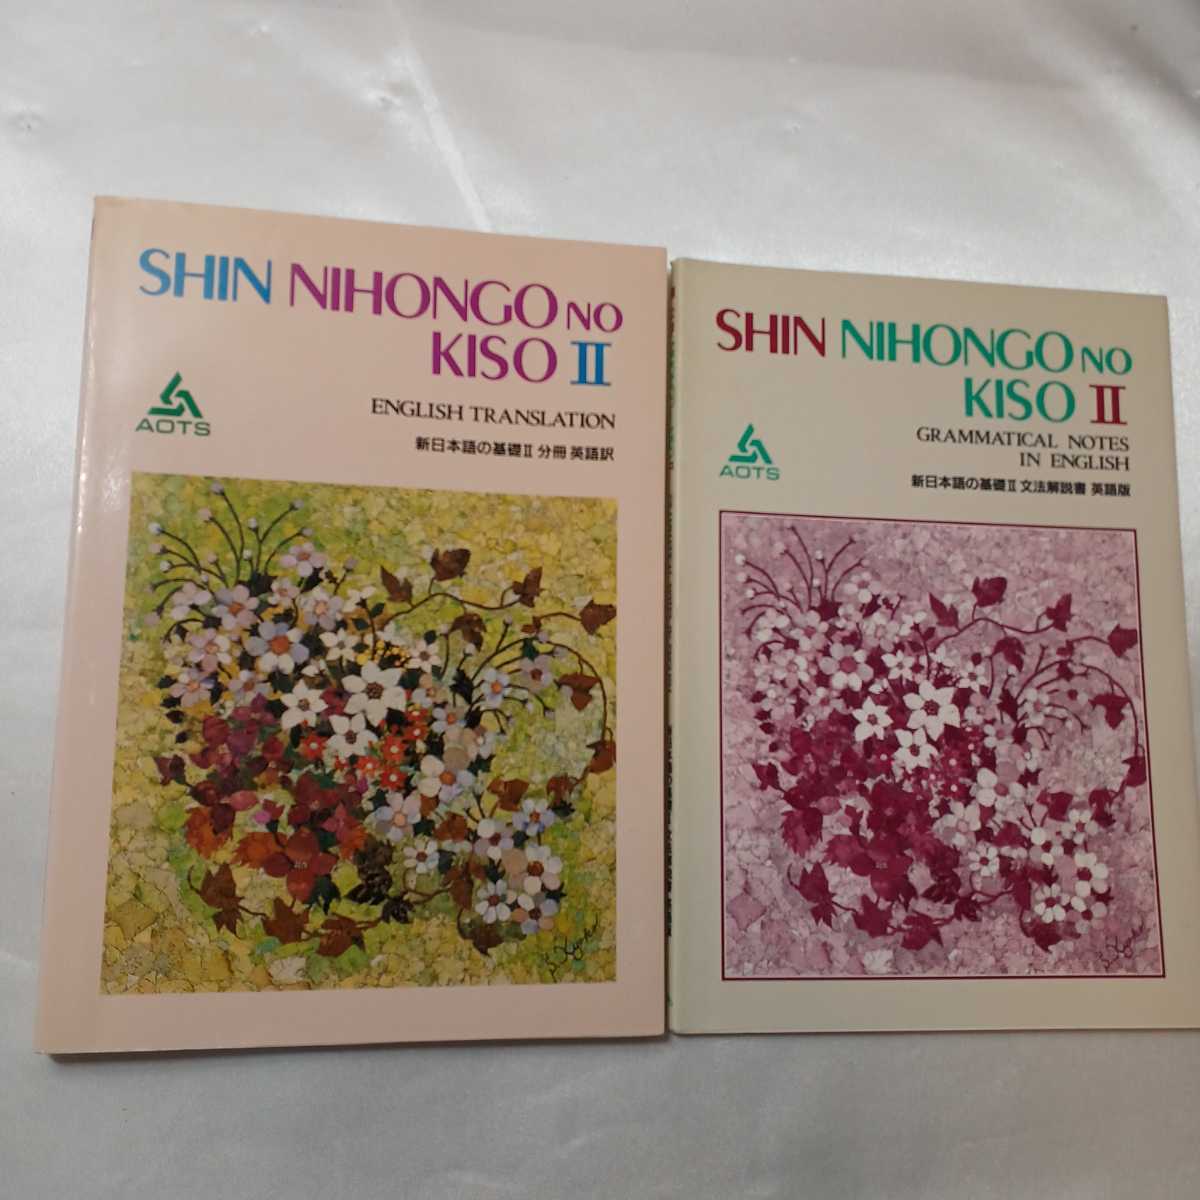 SHIN NIHONGO NO
KISO II
AOTS
ENGLISH TRANSLATION
新日本語の基礎II 分冊 英語訳
SHIN NIHONGO NO
KISO II
AOTS
GRAMMATICAL NOTES
IN ENGLISH
新日本語の基礎II 文法解説書 英語版